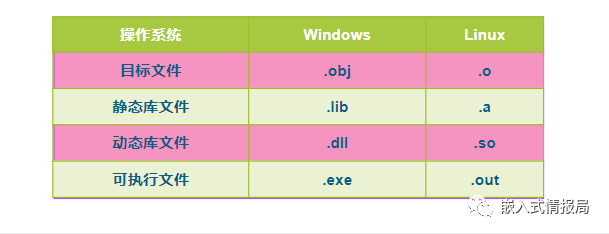 操作系统 Windows Linux
目标文件 .obj .o
静态库文件 .lib .a
动态库文件 .dll .so
可执行文件 .exe .out
嵌入式情报局